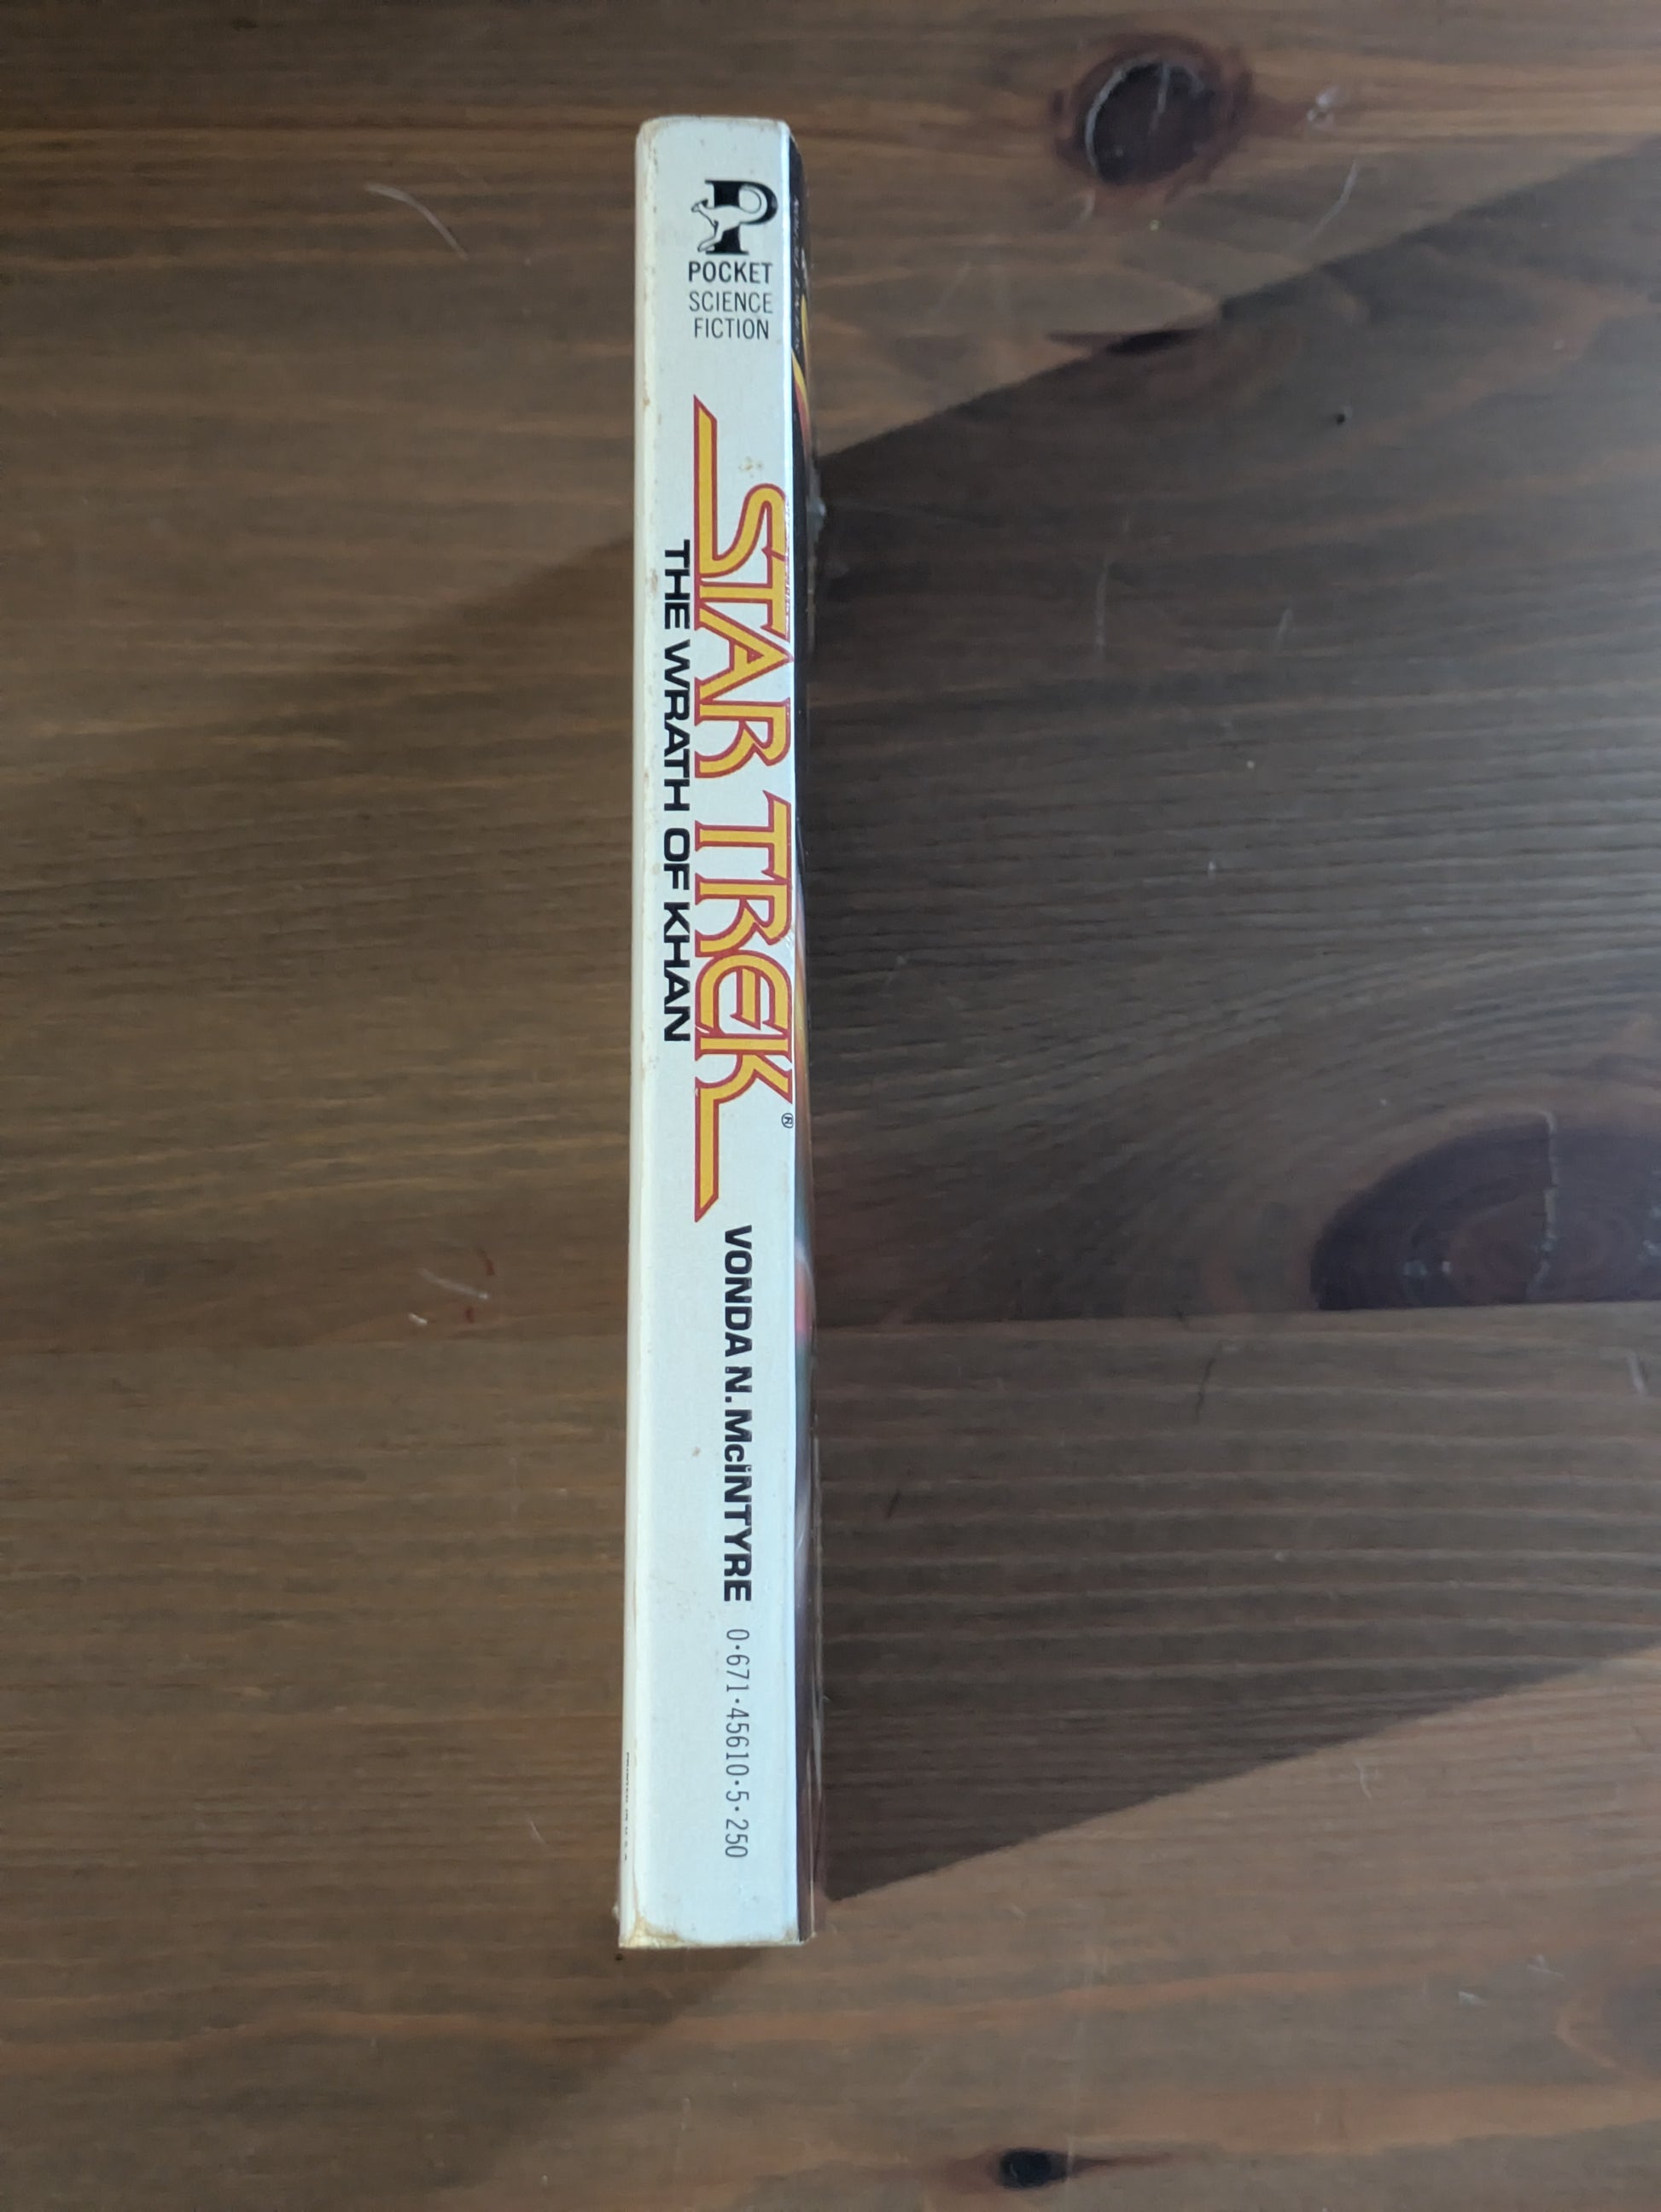 POCKET
SCIENCE
FICTION
STAR TREK®
THE WRATH OF KHAN
VONDA N. McINTYRE
0·671·45610·5·250